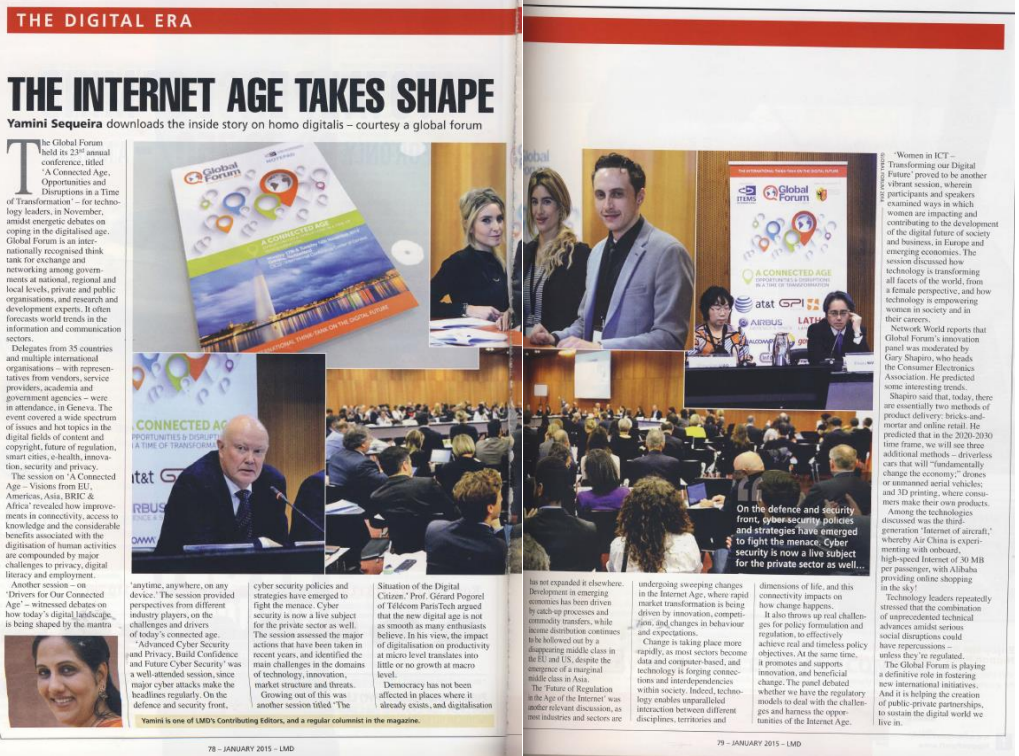 THE DIGITAL ERA
THE INTERNET AGE TAKES SHAPE
Yamini Sequeira downloads the inside story on homo digitalis – courtesy a global forum
The Global Forum
held its 23rd annual
conference, titled
'A Connected Age,
Opportunities and
Disruptions in a Time
of Transformation' – for techno-
logy leaders, in November,
amidst energetic debates on
coping in the digitalised age.
Global Forum is an inter-
nationally recognised think
tank for exchange and
networking among govern-
ments at national, regional and
local levels, private and public
organisations, and research and
development experts. It often
forecasts world trends in the
information and communication
sectors.
Delegates from 35 countries
and multiple international
organisations – with represen-
tatives from vendors, service
providers, academia and
government agencies – were
in attendance, in Geneva. The
event covered a wide spectrum
of issues and hot topics in the
digital fields of content and
copyright, future of regulation,
smart cities, e-health, innova-
tion, security and privacy.
The session on 'A Connected
Age – Visions from EU,
Americas, Asia, BRIC &
Africa' revealed how improve-
ments in connectivity, access to
knowledge and the considerable
benefits associated with the
digitisation of human activities
are compounded by major
challenges to privacy, digital
literacy and employment.
Another session – on
'Drivers for Our Connected
Age' – witnessed debates on
how today's digital landscape
is being shaped by the mantra
Global
Forum
A CONNECTED AGE
INTERNATIONAL THINK-TANK ON THE DIGITAL FUTURE
CONNECTED AG
PPORTUNITIES & DISRUPTI
A TIME OF TRANSFORMA
at&t
'anytime, anywhere, on any
device.' The session provided
perspectives from different
industry players, on the
challenges and drivers
of today's connected age.
'Advanced Cyber Security
and Privacy, Build Confidence
and Future Cyber Security' was
a well-attended session, since
major cyber attacks make the
headlines regularly. On the
defence and security front,
cyber security policies and
strategies have emerged to
fight the menace. Cyber
security is now a live subject
for the private sector as well.
The session assessed the major
actions that have been taken in
recent years, and identified the
main challenges in the domains
of technology, innovation,
market structure and threats.
Growing out of this was
another session titled 'The
Situation of the Digital
Citizen.' Prof. Gérard Pogorel
of Télécom ParisTech argued
that the new digital age is not
as smooth as many enthusiasts
believe. In his view, the impact
of digitalisation on productivity
at micro level translates into
little or no growth at macro
level.
Democracy has not been
affected in places where it
already exists, and digitalisation
Yamini is one of LMD's Contributing Editors, and a regular columnist in the magazine.
78 – JANUARY 2015 – LMD
ITEMS
Global
Forum
A CONNECTED AGE
OPPORTUNITIES & DISRUPTIONS
IN A TIME OF TRANSFORMATION
at&t GPI
AIRBUS
On the defence and security
front, cyber security policies
and strategies have emerged
to fight the menace. Cyber
security is now a live subject
for the private sector as well...
has not expanded it elsewhere.
Development in emerging
economies has been driven
by catch-up processes and
commodity transfers, while
income distribution continues
to be hollowed out by a
disappearing middle class in
the EU and US, despite the
emergence of a marginal
middle class in Asia.
The 'Future of Regulation
in the Age of the Internet' was
another relevant discussion, as
most industries and sectors are
undergoing sweeping changes
in the Internet Age, where rapid
market transformation is being
driven by innovation, competi-
tion, and changes in behaviour
and expectations.
Change is taking place more
rapidly, as most sectors become
data and computer-based, and
technology is forging connec-
tions and interdependencies
within society. Indeed, techno-
logy enables unparalleled
interaction between different
disciplines, territories and
dimensions of life, and this
connectivity impacts on
how change happens.
It also throws up real challen-
ges for policy formulation and
regulation, to effectively
achieve real and timeless policy
objectives. At the same time,
it promotes and supports
innovation, and beneficial
change. The panel debated
whether we have the regulatory
models to deal with the challen-
ges and harness the oppor-
tunities of the Internet Age.
'Women in ICT –
Transforming our Digital
Future' proved to be another
vibrant session, wherein
participants and speakers
examined ways in which
women are impacting and
contributing to the development
of the digital future of society
and business, in Europe and
emerging economies. The
session discussed how
technology is transforming
all facets of the world, from
a female perspective, and how
technology is empowering
women in society and in
their careers.
Network World reports that
Global Forum's innovation
panel was moderated by
Gary Shapiro, who heads
the Consumer Electronics
Association. He predicted
some interesting trends.
Shapiro said that, today, there
are essentially two methods of
product delivery: bricks-and-
mortar and online retail. He
predicted that in the 2020-2030
time frame, we will see three
additional methods – driverless
cars that will "fundamentally
change the economy;" drones
or unmanned aerial vehicles;
and 3D printing, where consu-
mers make their own products.
Among the technologies
discussed was the third-
generation 'Internet of aircraft,'
whereby Air China is experi-
menting with onboard,
high-speed Internet of 30 MB
per passenger, with Alibaba
providing online shopping
in the sky!
Technology leaders repeatedly
stressed that the combination
of unprecedented technical
advances amidst serious
social disruptions could
have repercussions –
unless they're regulated.
The Global Forum is playing
a definitive role in fostering
new international initiatives.
And it is helping the creation
of public-private partnerships,
to sustain the digital world we
live in.
79 – JANUARY 2015 – LMD